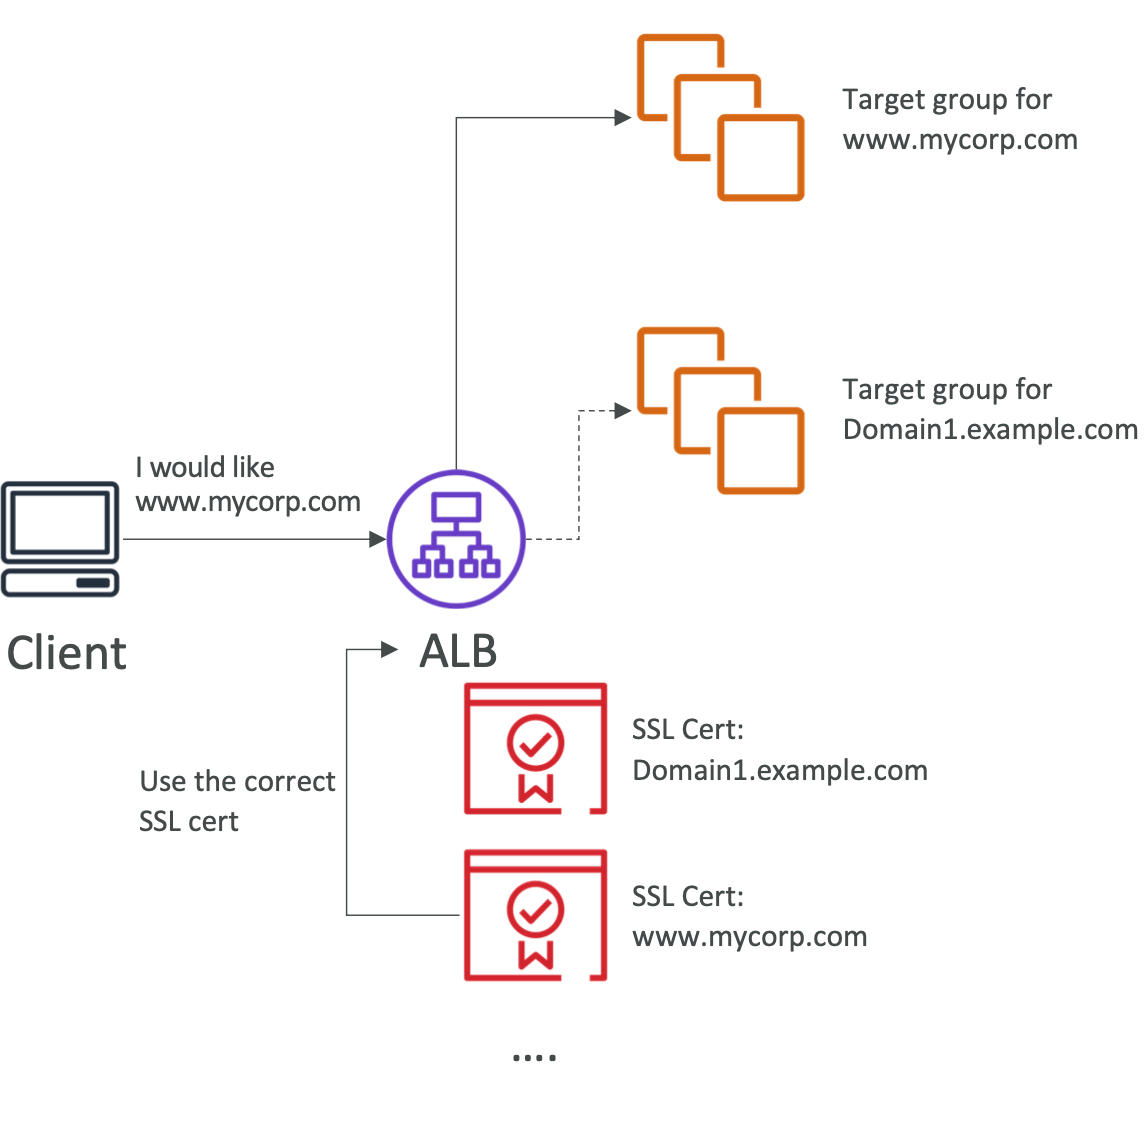 Target group for
www.mycorp.com
Target group for
Domain1.example.com
I would like
www.mycorp.com
Client
ALB
SSL Cert:
Domain1.example.com
Use the correct
SSL cert
SSL Cert:
www.mycorp.com
....